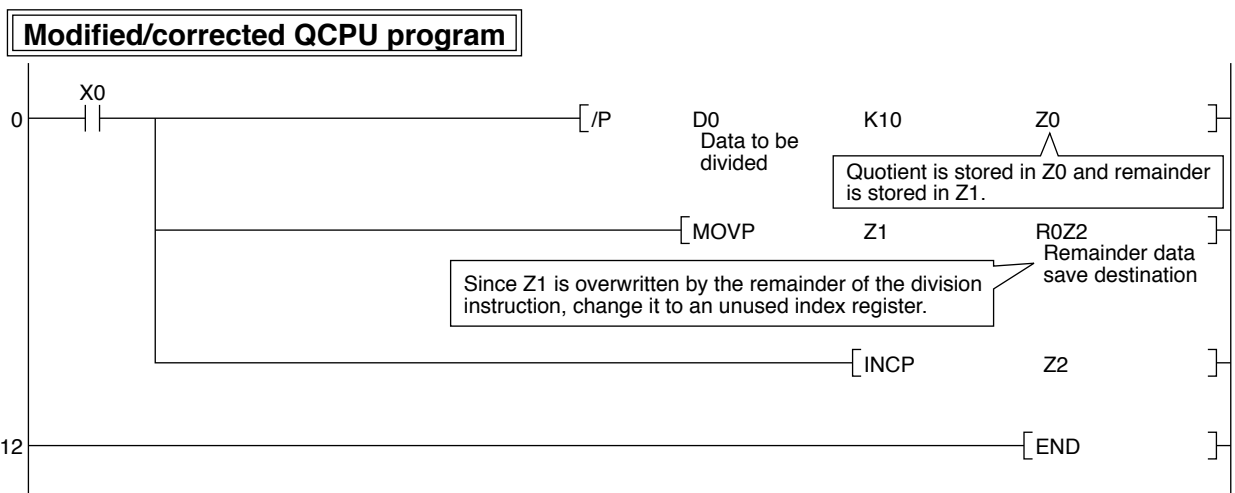 Modified/corrected QCPU program
X0
0
/P D0 K10 Z0
Data to be
divided
Quotient is stored in Z0 and remainder
is stored in Z1.
MOVP Z1 R0Z2
Remainder data
save destination
Since Z1 is overwritten by the remainder of the division
instruction, change it to an unused index register.
INCP Z2
12
END